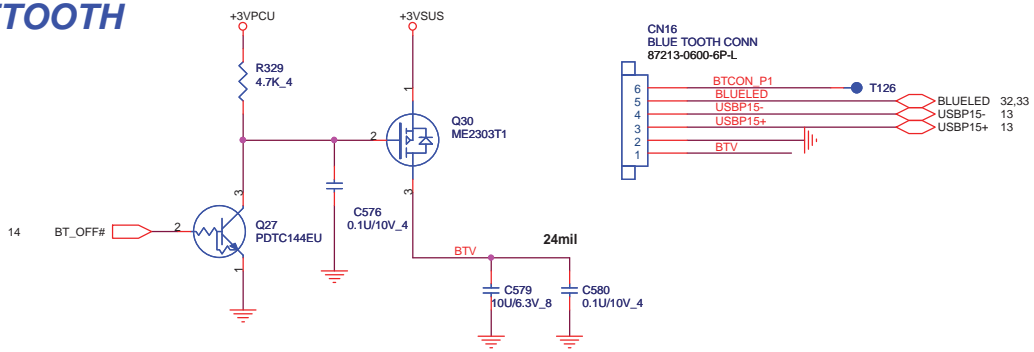 TOOTH
+3VPCU
+3VSUS
R329
4.7K_4
1
Q30
ME2303T1
2
3
3
C576
0.1U/10V_4
14
BT_OFF#
2
Q27
PDTC144EU
1
BTV
24mil
C579
10U/6.3V_8
C580
0.1U/10V_4
CN16
BLUE TOOTH CONN
87213-0600-6P-L
6
BTCON_P1
T126
5
BLUELED
BLUELED 32,33
4
USBP15-
USBP15- 13
3
USBP15+
USBP15+ 13
2
1
BTV